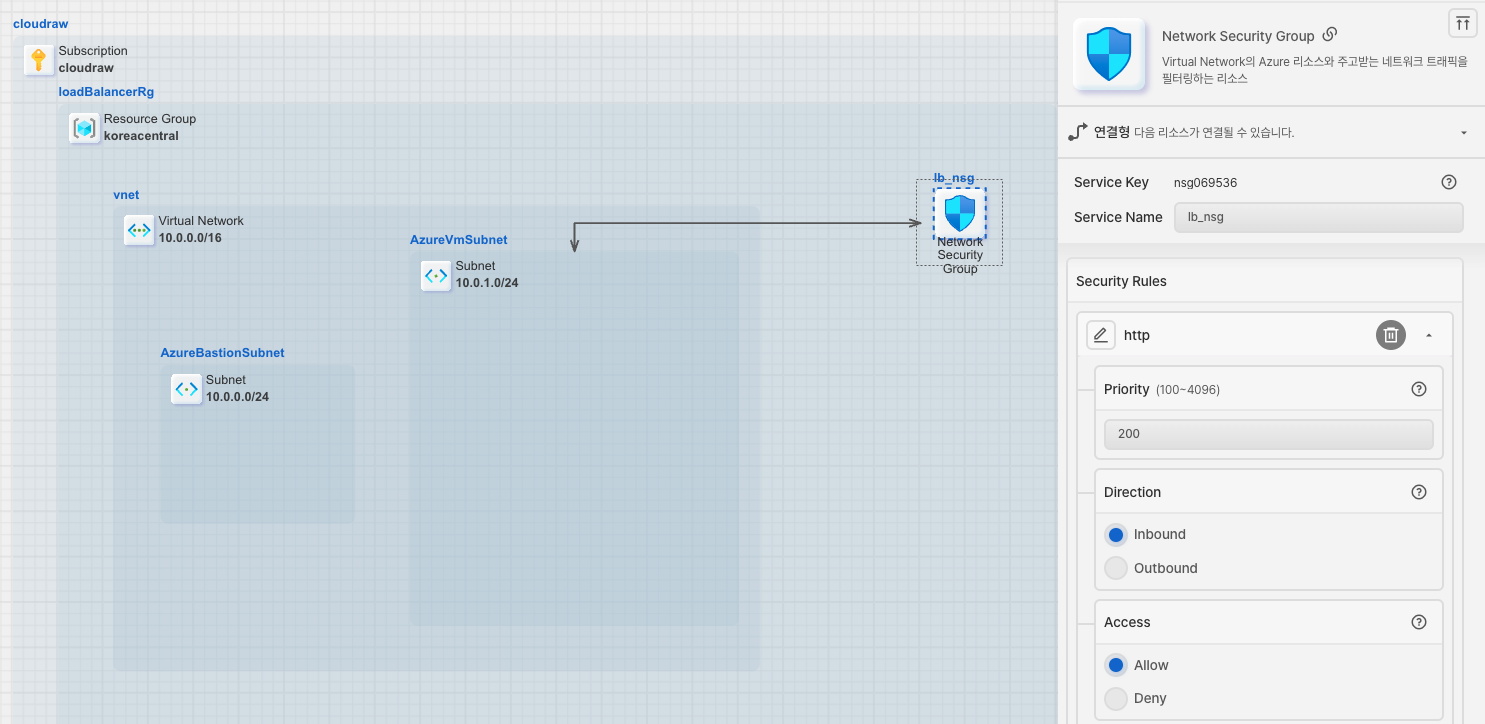 cloudraw
Subscription
cloudraw
loadBalancerRg
Resource Group
koreacentral
vnet
Virtual Network
10.0.0.0/16
AzureVmSubnet
Subnet
10.0.1.0/24
AzureBastionSubnet
Subnet
10.0.0.0/24
lb_nsg
Network
Security
Group
Network Security Group
Virtual Network의 Azure 리소스와 주고받는 네트워크 트래픽을
필터링하는 리소스
연결형 다음 리소스가 연결될 수 있습니다.
Service Key nsg069536
Service Name lb_nsg
Security Rules
http
Priority (100~4096)
200
Direction
Inbound
Outbound
Access
Allow
Deny